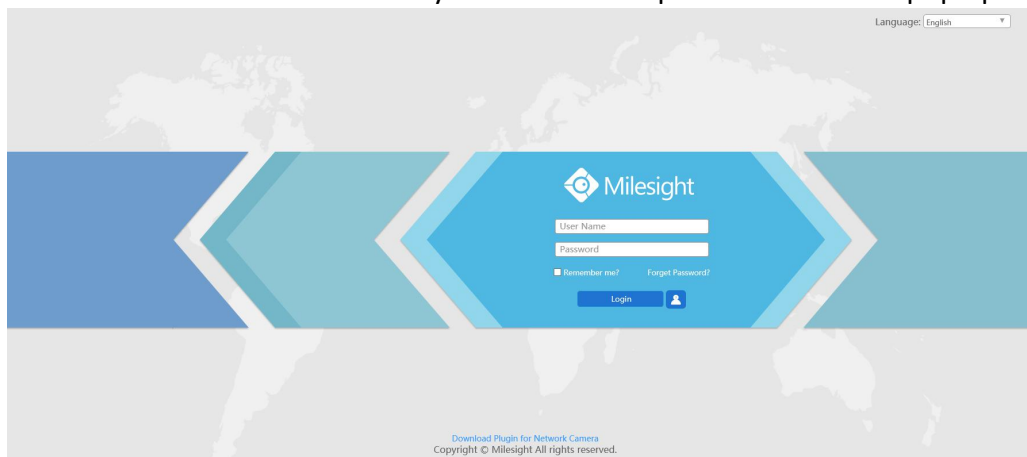 Language: English
Milesight
User Name
Password
Remember me? Forget Password?
Login
Download Plugin for Network Camera
Copyright © Milesight All rights reserved.